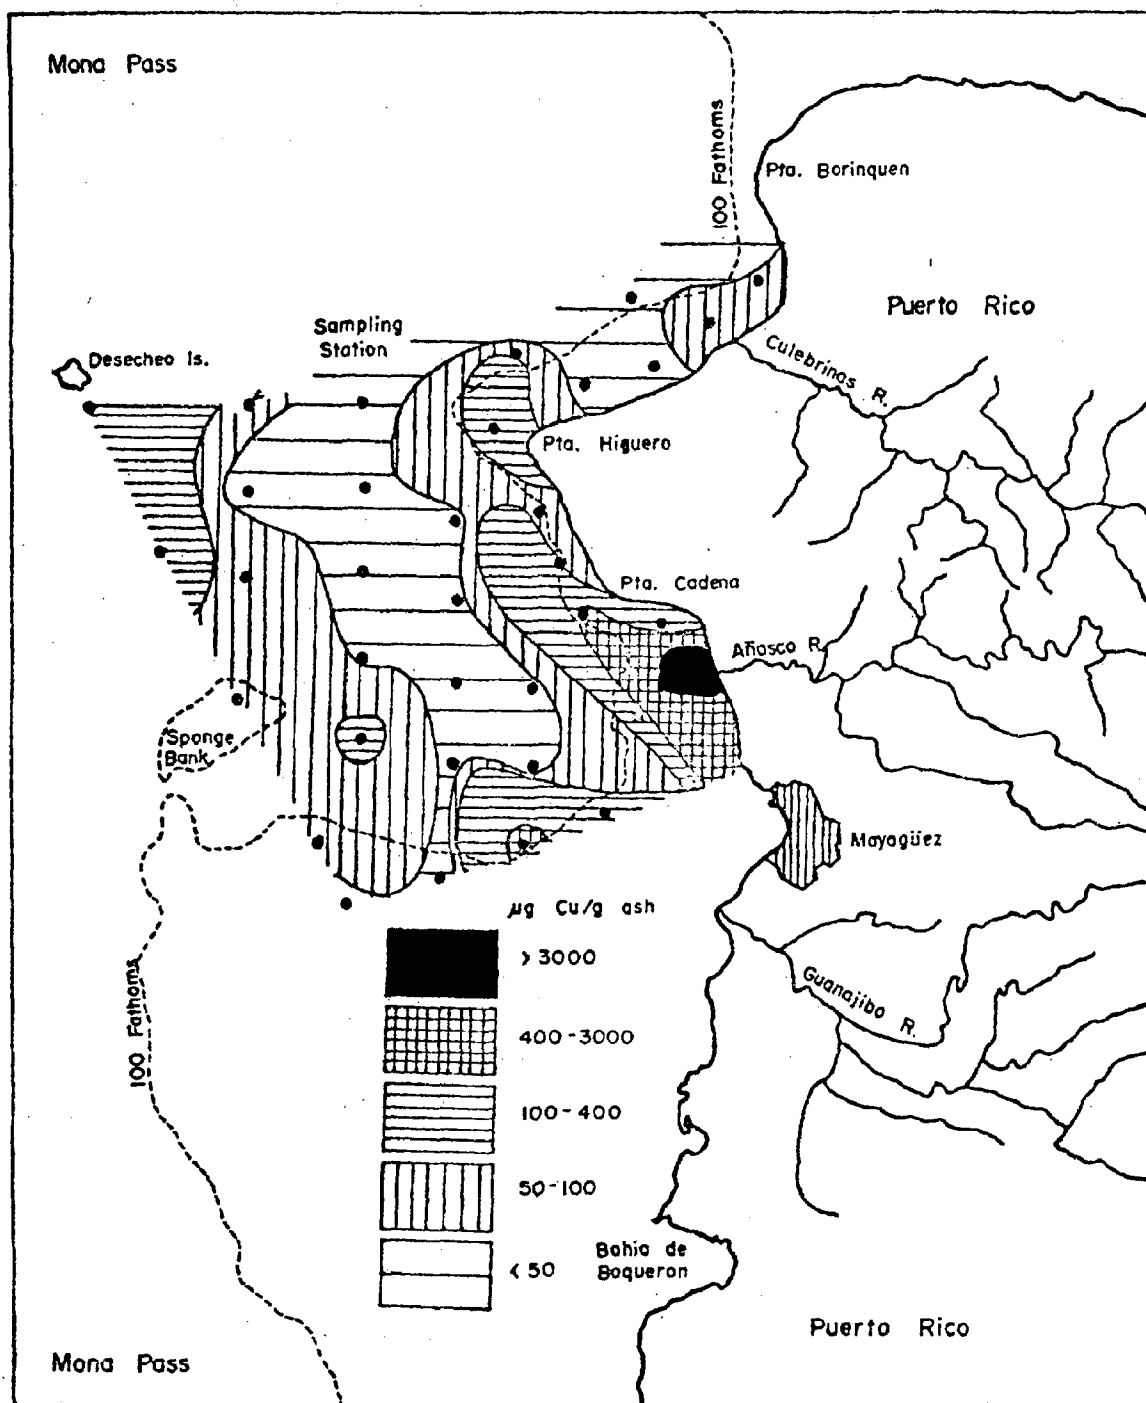 Mona Pass
100 Fathoms
Pta. Borinquen
Puerto Rico
Sampling
Station
Desecheo Is.
Culebrinas R.
Pta. Higuero
Pta. Cadena
Añasco R.
Sponge
Bank
Mayagüez
µg Cu/g ash
> 3000
Guanajibo R.
400-3000
100 Fathoms
100-400
50-100
Bahia de
Boqueron
< 50
Puerto Rico
Mona Pass